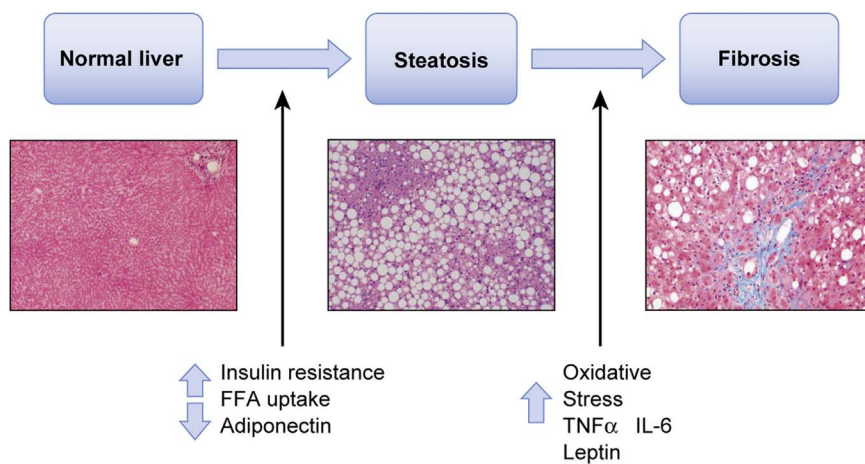 Normal liver
Steatosis
Fibrosis
Insulin resistance
FFA uptake
Adiponectin
Oxidative
Stress
TNFα IL-6
Leptin